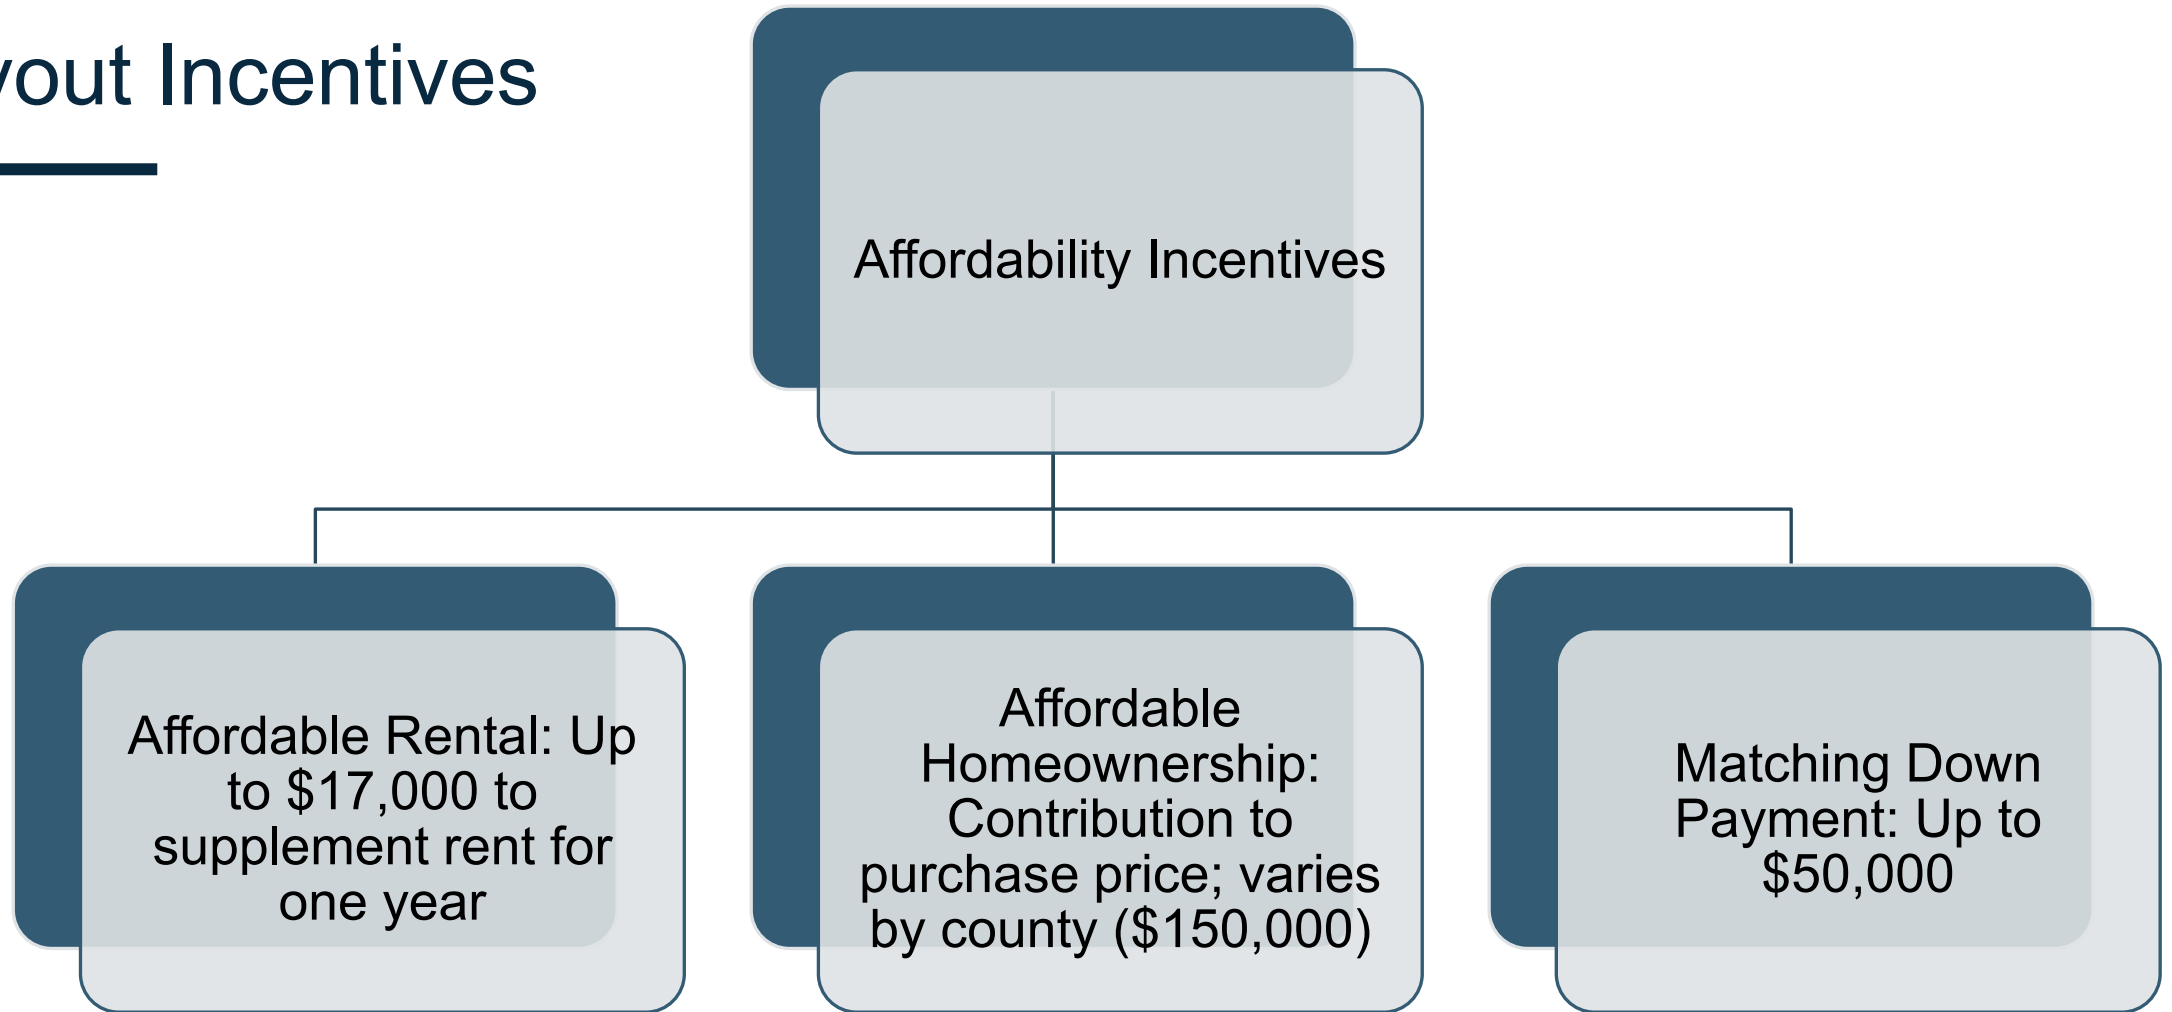 yout Incentives
Affordability Incentives
Affordable Rental: Up
to $17,000 to
supplement rent for
one year
Affordable
Homeownership:
Contribution to
purchase price; varies
by county ($150,000)
Matching Down
Payment: Up to
$50,000